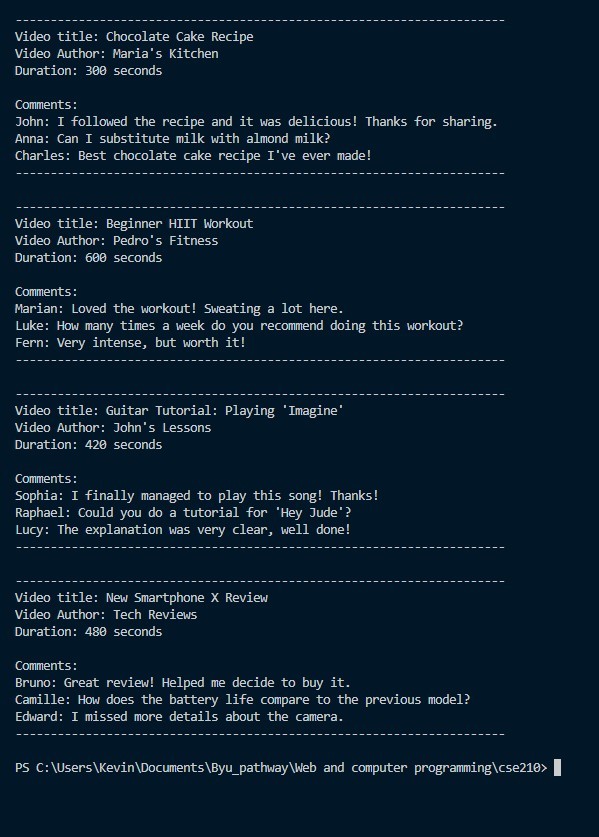 ----------------------------------------------------------------------
Video title: Chocolate Cake Recipe
Video Author: Maria's Kitchen
Duration: 300 seconds
Comments:
John: I followed the recipe and it was delicious! Thanks for sharing.
Anna: Can I substitute milk with almond milk?
Charles: Best chocolate cake recipe I've ever made!
----------------------------------------------------------------------
----------------------------------------------------------------------
Video title: Beginner HIIT Workout
Video Author: Pedro's Fitness
Duration: 600 seconds
Comments:
Marian: Loved the workout! Sweating a lot here.
Luke: How many times a week do you recommend doing this workout?
Fern: Very intense, but worth it!
----------------------------------------------------------------------
----------------------------------------------------------------------
Video title: Guitar Tutorial: Playing 'Imagine'
Video Author: John's Lessons
Duration: 420 seconds
Comments:
Sophia: I finally managed to play this song! Thanks!
Raphael: Could you do a tutorial for 'Hey Jude'?
Lucy: The explanation was very clear, well done!
----------------------------------------------------------------------
----------------------------------------------------------------------
Video title: New Smartphone X Review
Video Author: Tech Reviews
Duration: 480 seconds
Comments:
Bruno: Great review! Helped me decide to buy it.
Camille: How does the battery life compare to the previous model?
Edward: I missed more details about the camera.
----------------------------------------------------------------------
PS C:\Users\Kevin\Documents\Byu_pathway\Web and computer programming\cse210>